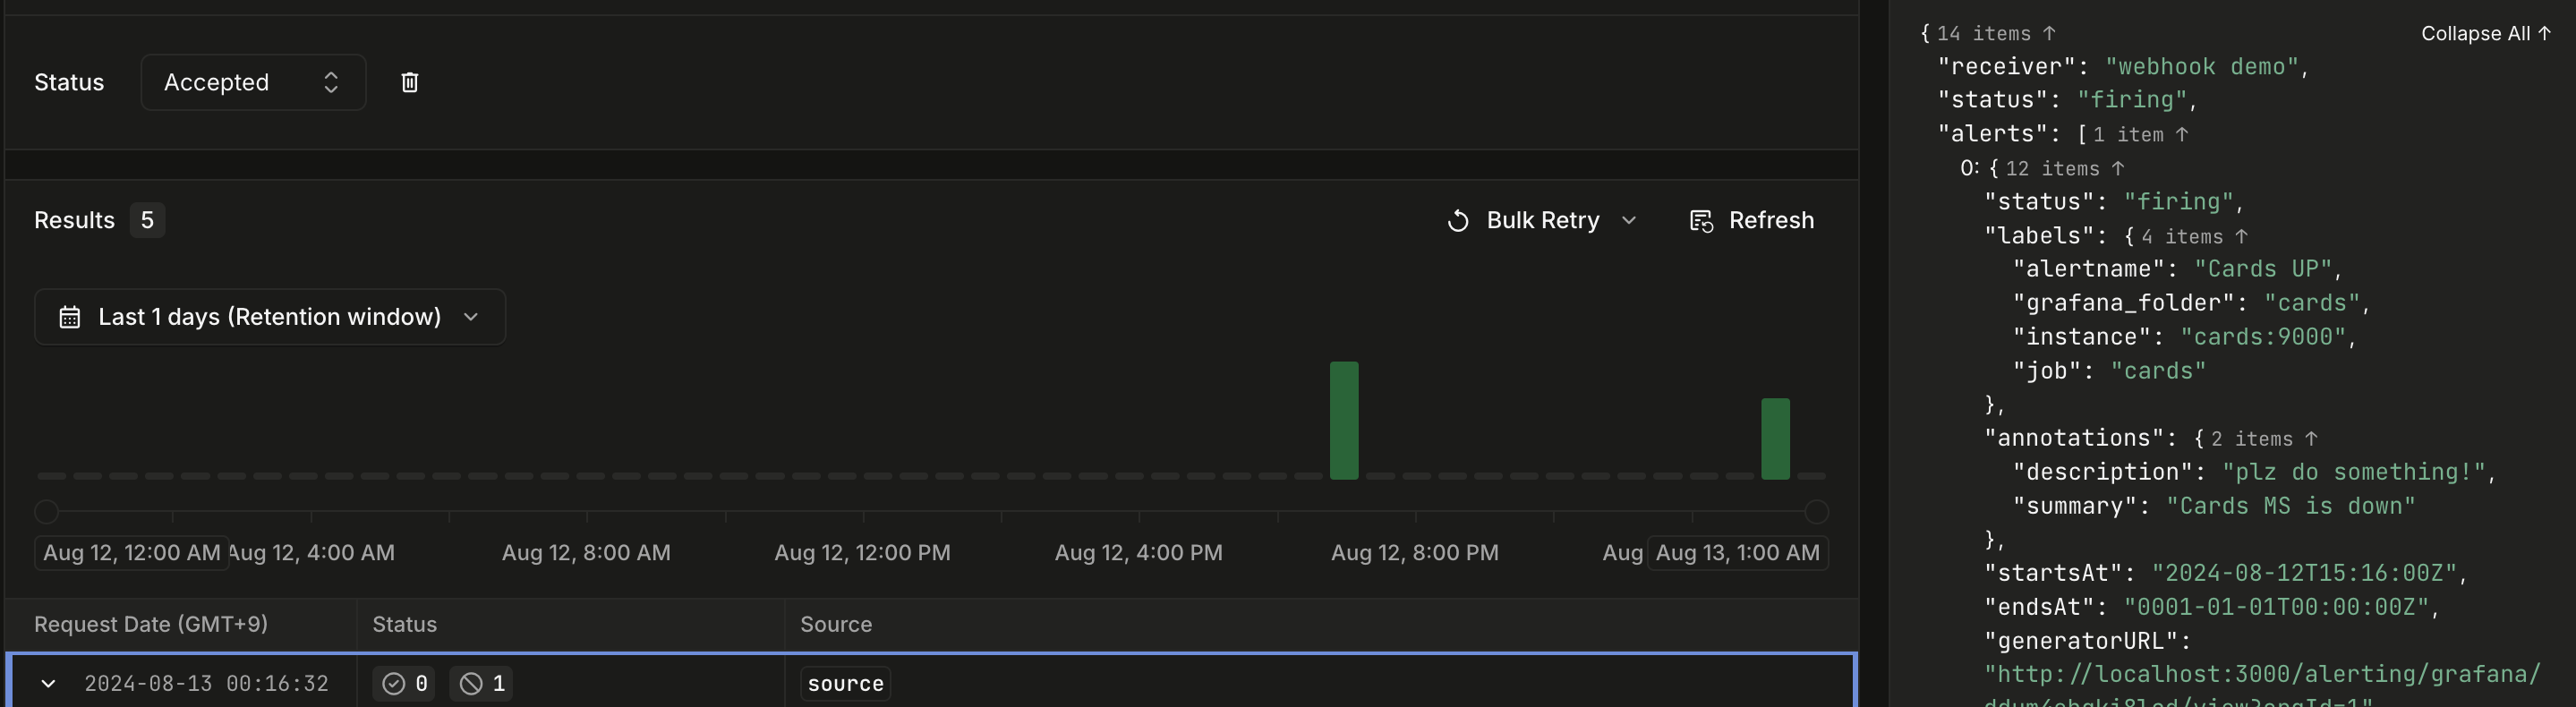 Status Accepted
Results 5
Bulk Retry Refresh
Last 1 days (Retention window)
Aug 12, 12:00 AM Aug 12, 4:00 AM Aug 12, 8:00 AM Aug 12, 12:00 PM Aug 12, 4:00 PM Aug 12, 8:00 PM Aug Aug 13, 1:00 AM
Request Date (GMT+9) Status Source
2024-08-13 00:16:32 0 1 source
{ 14 items ↑ Collapse All ↑
"receiver": "webhook demo",
"status": "firing",
"alerts": [ 1 item ↑
0: { 12 items ↑
"status": "firing",
"labels": { 4 items ↑
"alertname": "Cards UP",
"grafana_folder": "cards",
"instance": "cards:9000",
"job": "cards"
},
"annotations": { 2 items ↑
"description": "plz do something!",
"summary": "Cards MS is down"
},
"startsAt": "2024-08-12T15:16:00Z",
"endsAt": "0001-01-01T00:00:00Z",
"generatorURL":
"http://localhost:3000/alerting/grafana/